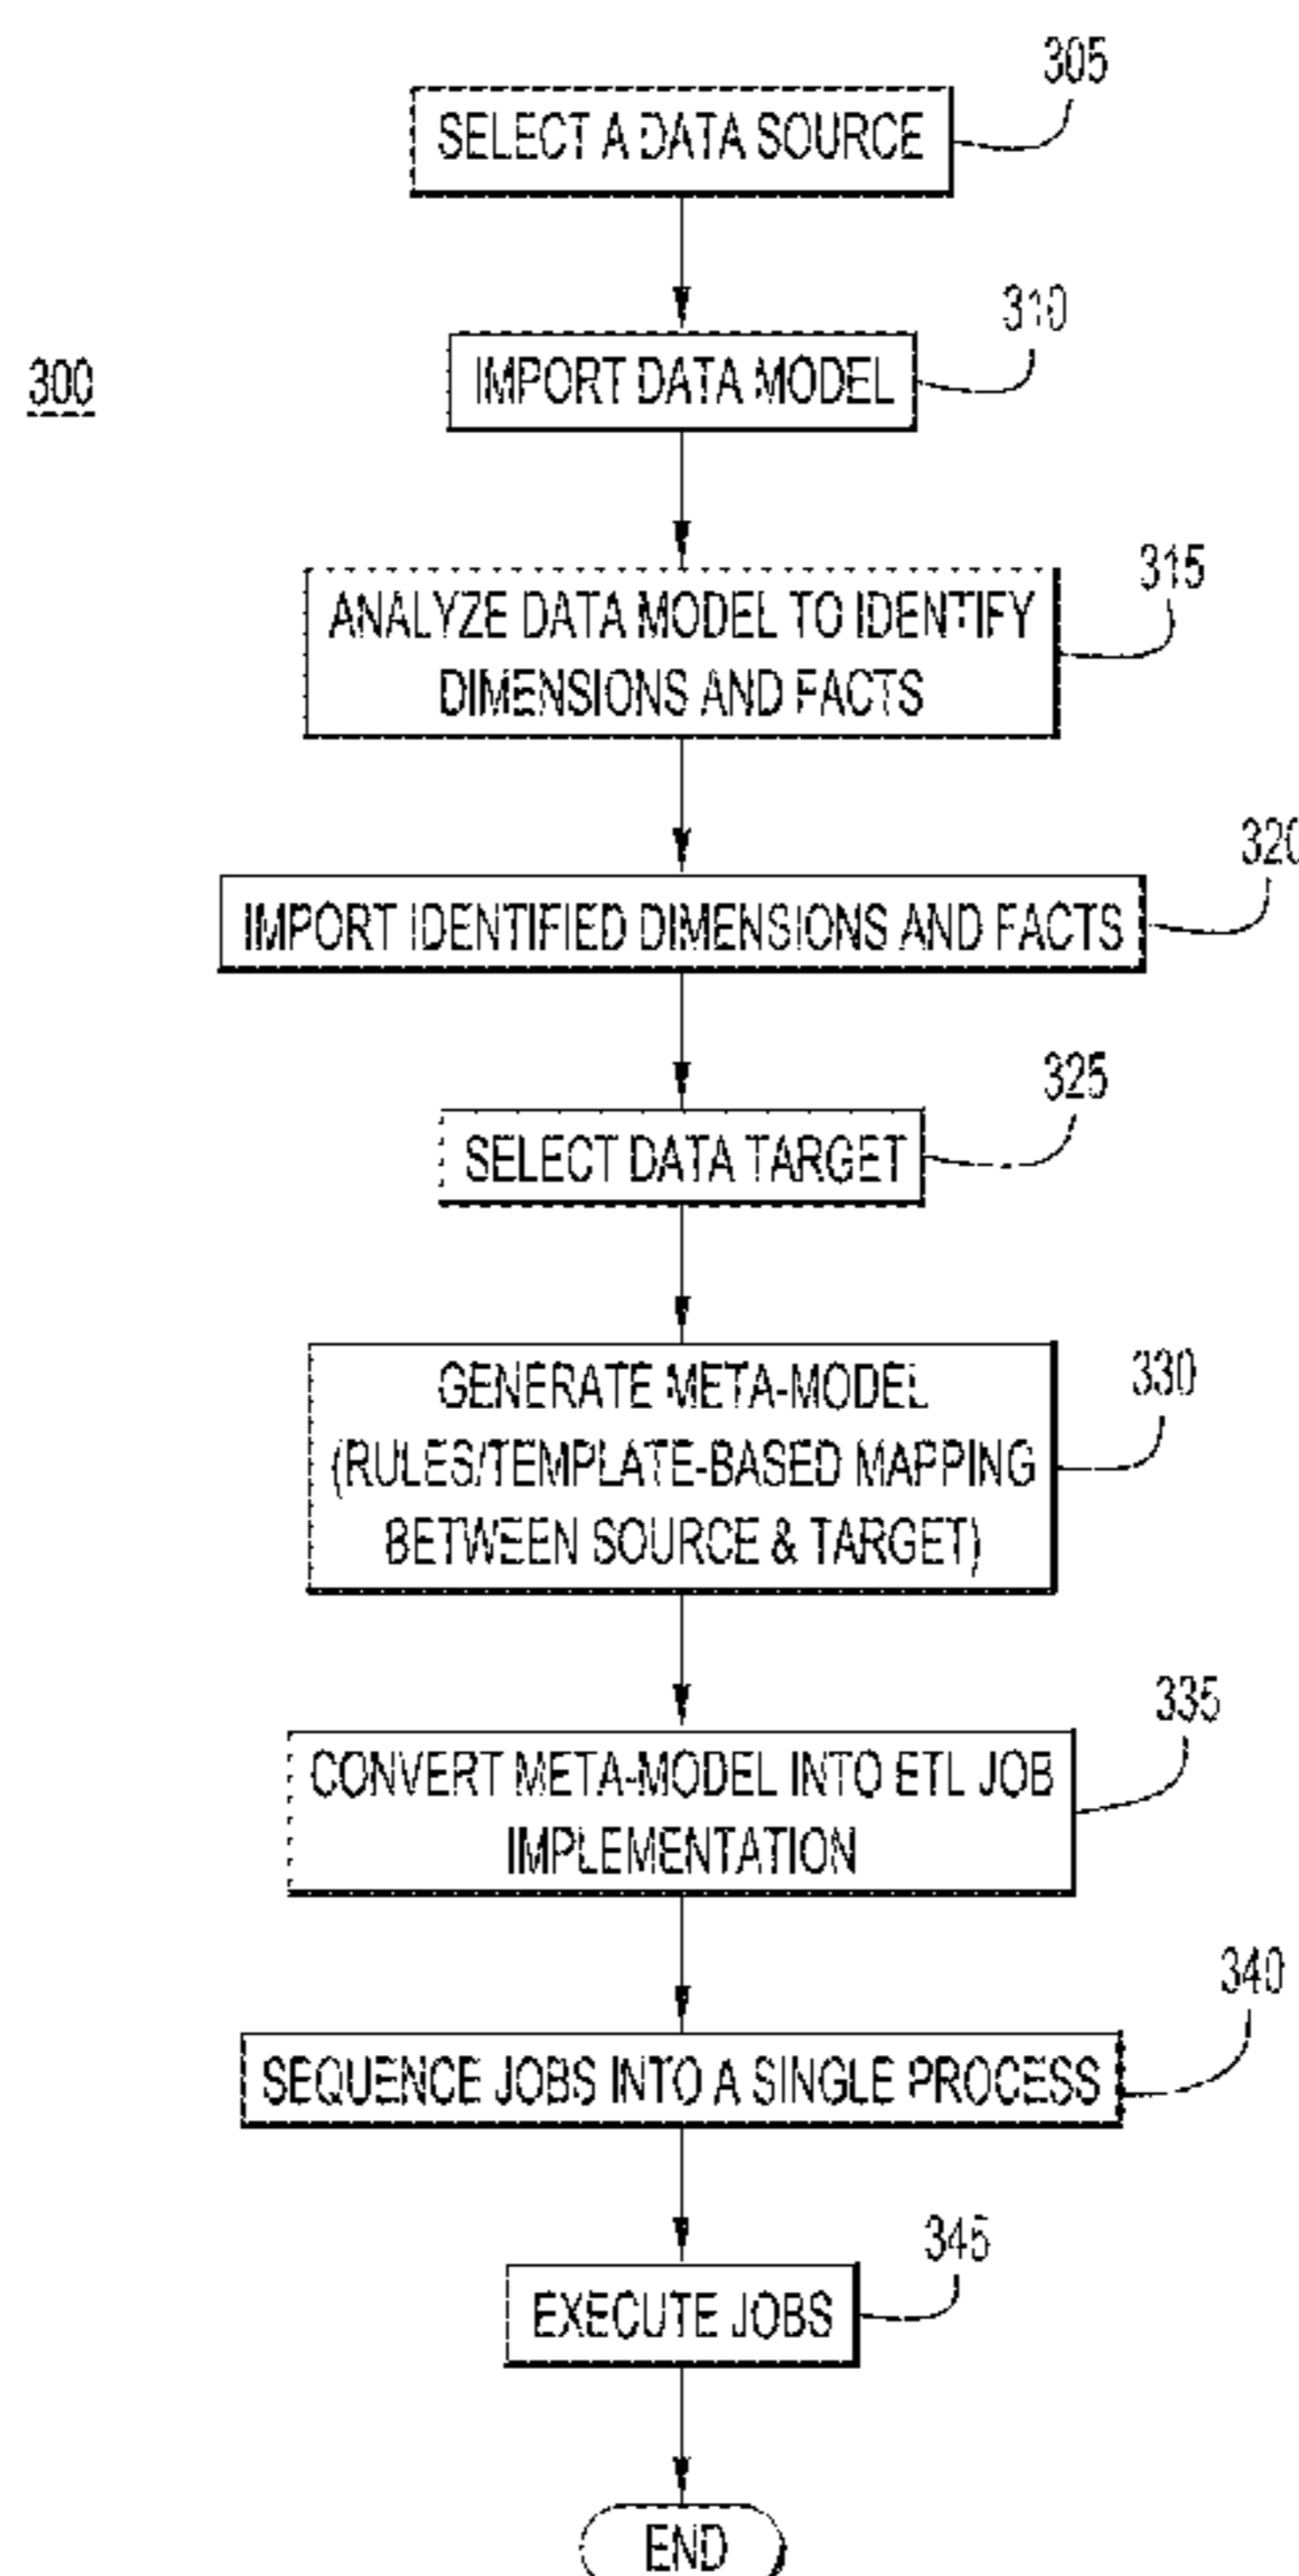 305
SELECT A DATA SOURCE
310
300
IMPORT DATA MODEL
315
ANALYZE DATA MODEL TO IDENTIFY
DIMENSIONS AND FACTS
320
IMPORT IDENTIFIED DIMENSIONS AND FACTS
325
SELECT DATA TARGET
330
GENERATE META-MODEL
(RULES/TEMPLATE-BASED MAPPING
BETWEEN SOURCE & TARGET)
335
CONVERT META-MODEL INTO ETL JOB
IMPLEMENTATION
340
SEQUENCE JOBS INTO A SINGLE PROCESS
345
EXECUTE JOBS
END